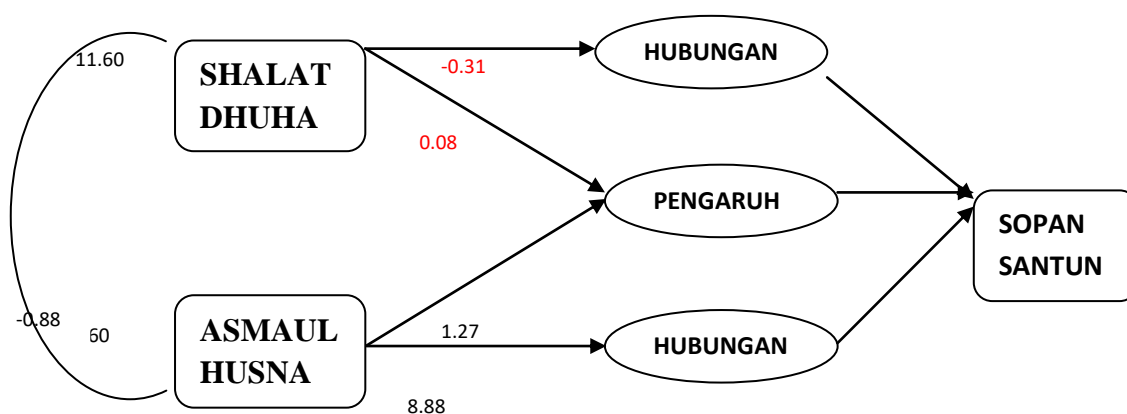 11.60
SHALAT
DHUHA
-0.31
0.08
HUBUNGAN
PENGARUH
SOPAN
SANTUN
-0.88
60
ASMAUL
HUSNA
1.27
HUBUNGAN
8.88